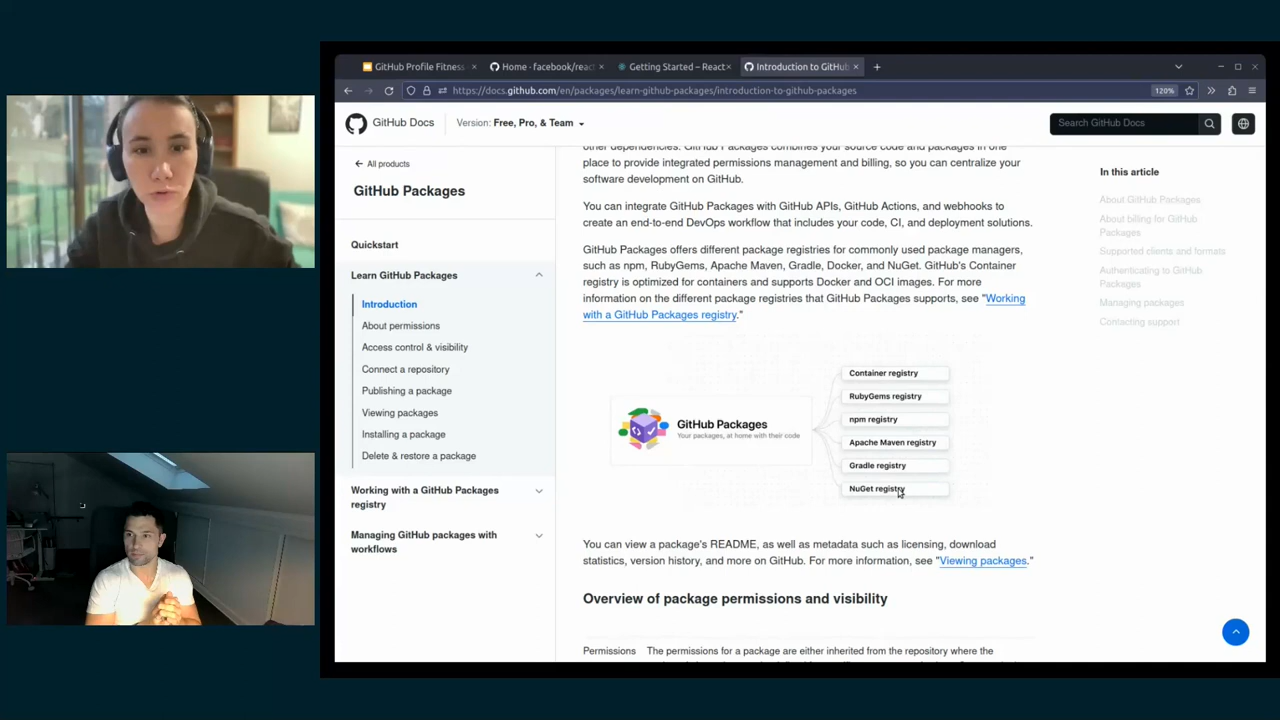 GitHub Profile Fitness
Home · facebook/reac
Getting Started – React
Introduction to GitHub
https://docs.github.com/en/packages/learn-github-packages/introduction-to-github-packages
120%
GitHub Docs
Version: Free, Pro, & Team
Search GitHub Docs
All products
GitHub Packages
Quickstart
Learn GitHub Packages
Introduction
About permissions
Access control & visibility
Connect a repository
Publishing a package
Viewing packages
Installing a package
Delete & restore a package
Working with a GitHub Packages
registry
Managing GitHub packages with
workflows
other dependencies. GitHub Packages combines your source code and packages in one
place to provide integrated permissions management and billing, so you can centralize your
software development on GitHub.
You can integrate GitHub Packages with GitHub APIs, GitHub Actions, and webhooks to
create an end-to-end DevOps workflow that includes your code, CI, and deployment solutions.
GitHub Packages offers different package registries for commonly used package managers,
such as npm, RubyGems, Apache Maven, Gradle, Docker, and NuGet. GitHub's Container
registry is optimized for containers and supports Docker and OCI images. For more
information on the different package registries that GitHub Packages supports, see "Working
with a GitHub Packages registry."
GitHub Packages
Your packages, at home with their code
Container registry
RubyGems registry
npm registry
Apache Maven registry
Gradle registry
NuGet registry
You can view a package's README, as well as metadata such as licensing, download
statistics, version history, and more on GitHub. For more information, see "Viewing packages."
Overview of package permissions and visibility
Permissions The permissions for a package are either inherited from the repository where the
In this article
About GitHub Packages
About billing for GitHub
Packages
Supported clients and formats
Authenticating to GitHub
Packages
Managing packages
Contacting support